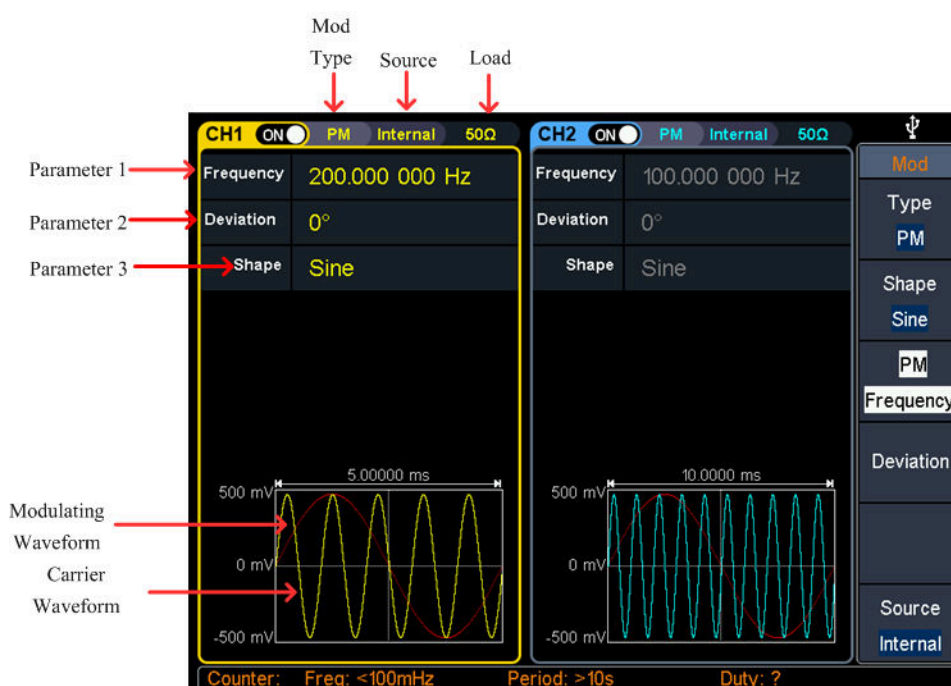 Mod
Type
Source
Load
CH1 ON PM Internal 50Ω
CH2 ON PM Internal 50Ω
Parameter 1
Frequency 200.000 000 Hz
Frequency 100.000 000 Hz
Parameter 2
Deviation 0°
Deviation 0°
Parameter 3
Shape Sine
Shape Sine
Mod
Type
PM
Shape
Sine
PM
Frequency
Deviation
Source
Internal
5.00000 ms
500 mV
0 mV
-500 mV
10.0000 ms
500 mV
0 mV
-500 mV
Modulating
Waveform
Carrier
Waveform
Counter: Freq: <100mHz Period: >10s Duty: ?